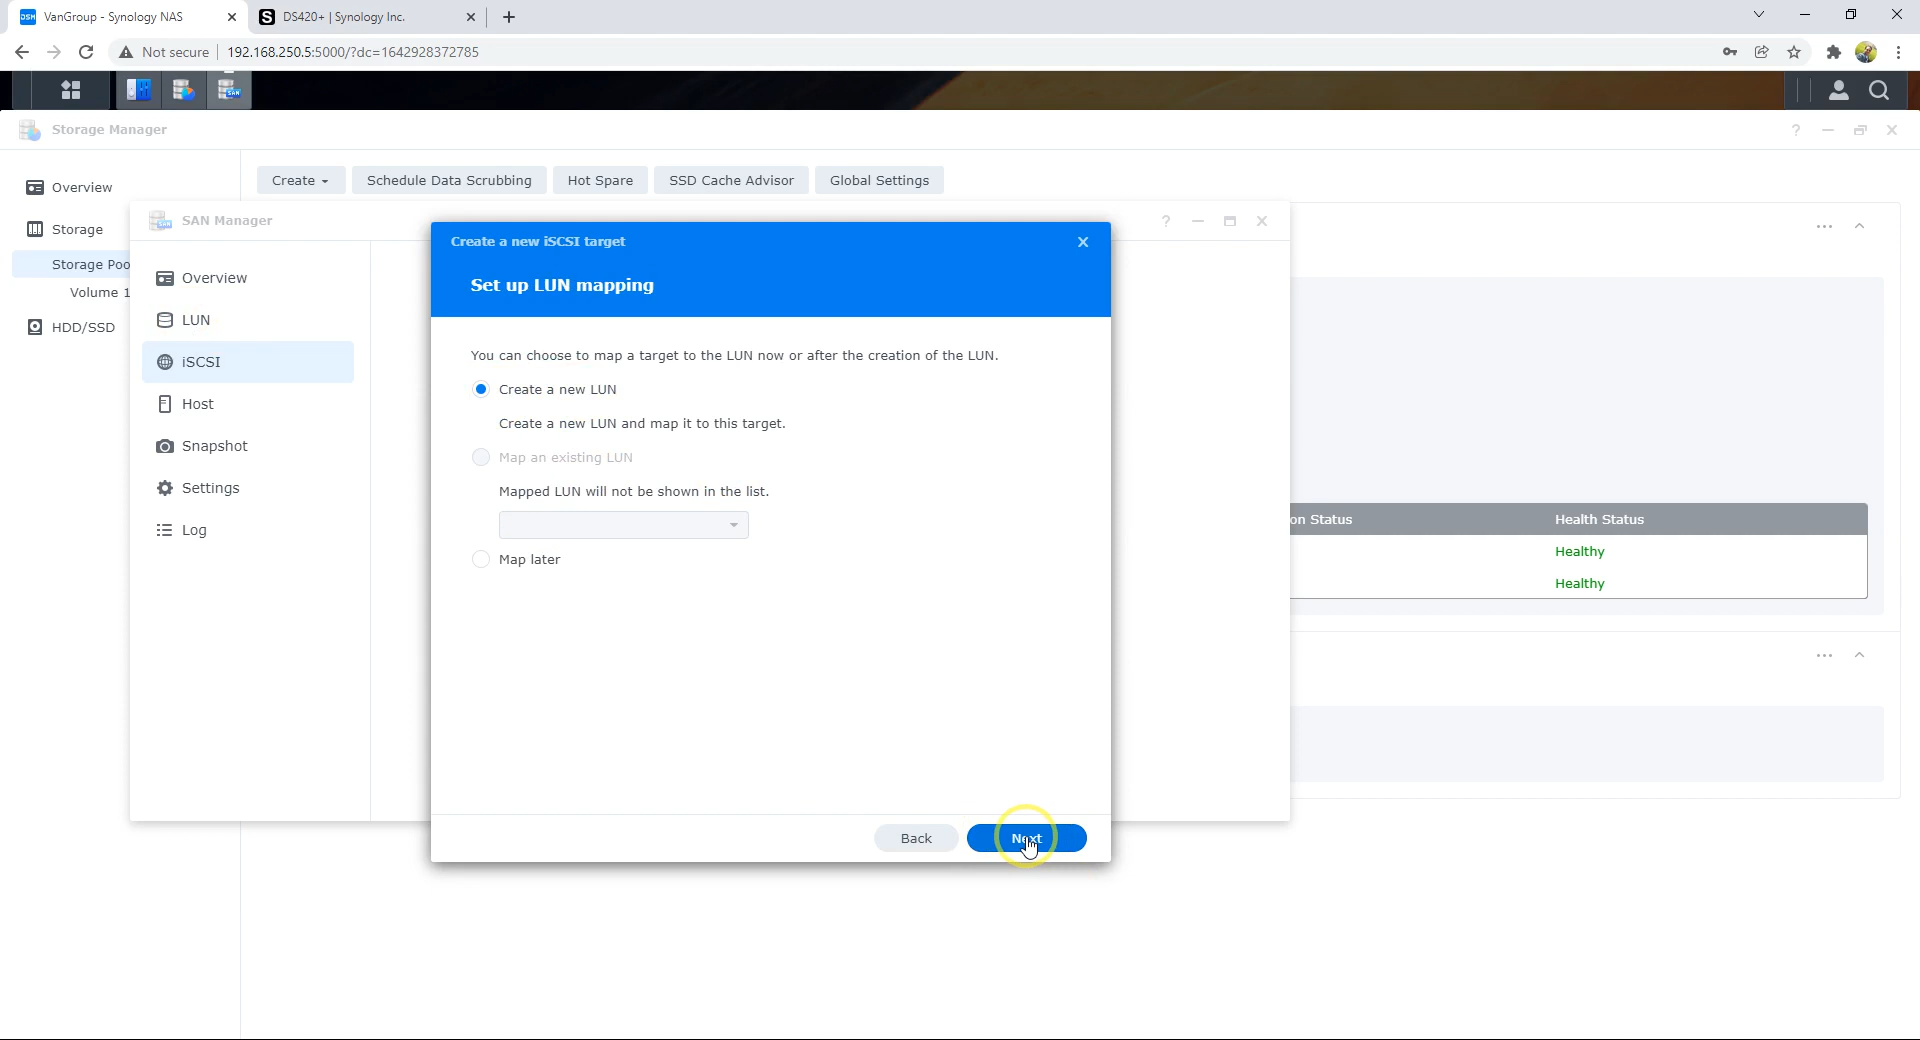 VanGroup - Synology NAS
DS420+ | Synology Inc.
Not secure
192.168.250.5:5000/?dc=1642928372785
SAN
Storage Manager
Overview
Storage
Storage Poo
Volume 1
HDD/SSD
Create
Schedule Data Scrubbing
Hot Spare
SSD Cache Advisor
Global Settings
SAN Manager
Overview
LUN
iSCSI
Host
Snapshot
Settings
Log
Create a new iSCSI target
Set up LUN mapping
You can choose to map a target to the LUN now or after the creation of the LUN.
Create a new LUN
Create a new LUN and map it to this target.
Map an existing LUN
Mapped LUN will not be shown in the list.
Map later
Back
Next
on Status
Health Status
Healthy
Healthy